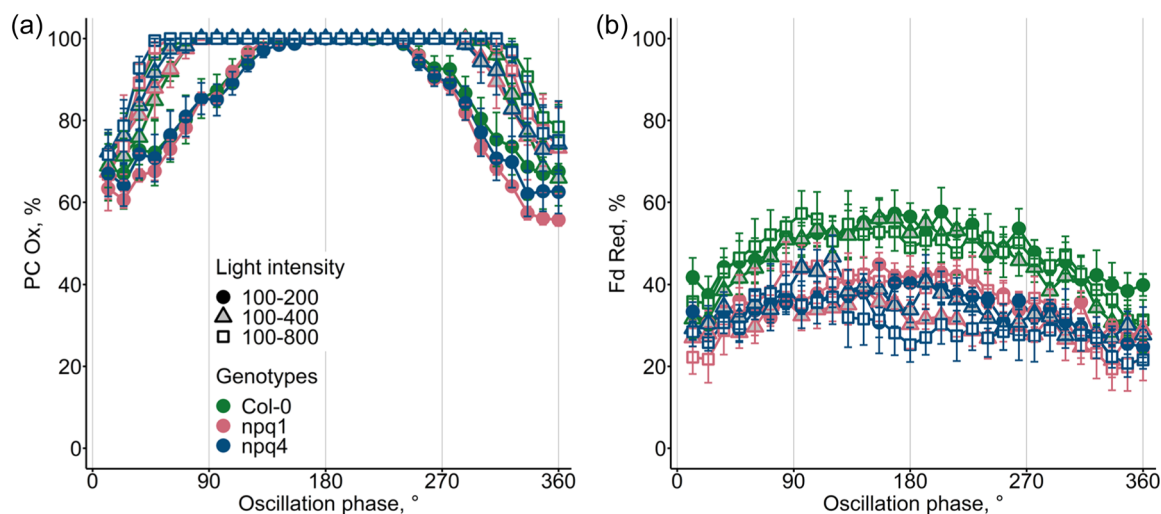 (a)
PC Ox, %
100
80
60
40
20
0
Light intensity
100-200
100-400
100-800
Genotypes
Col-0
npq1
npq4
0 90 180 270 360
Oscillation phase, °
(b)
Fd Red, %
100
80
60
40
20
0
0 90 180 270 360
Oscillation phase, °